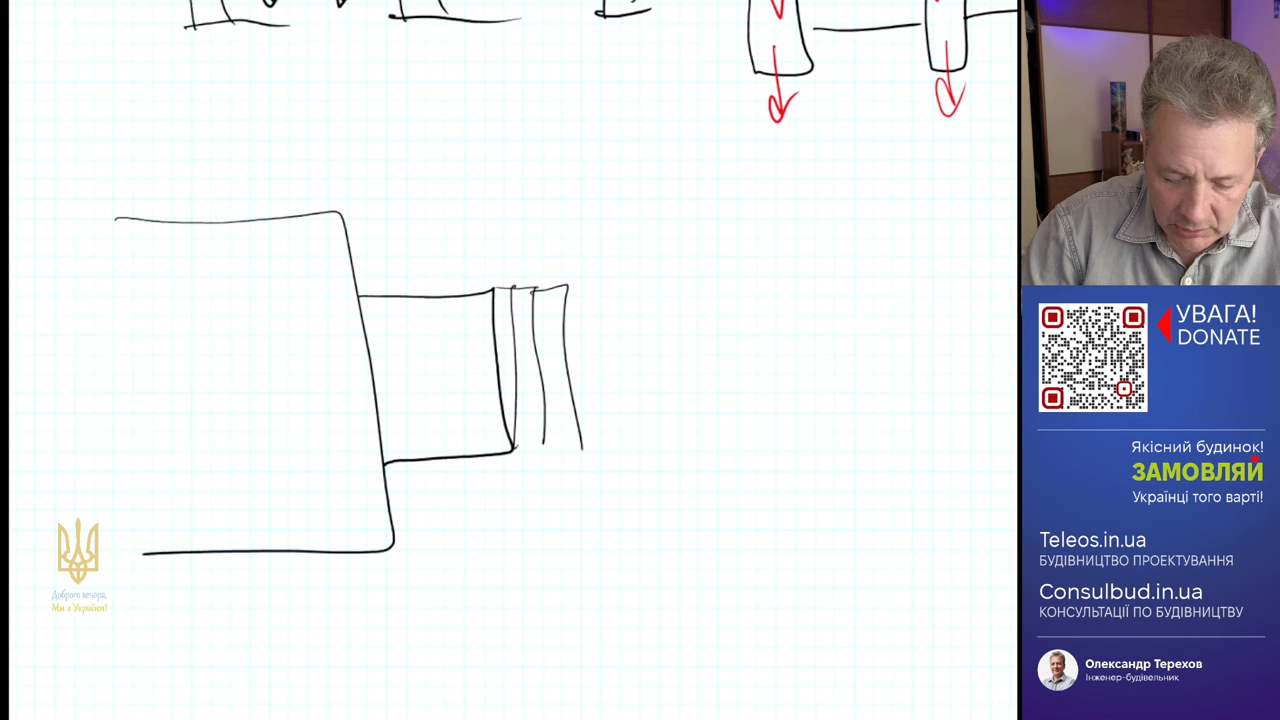 УВАГА!
DONATE
Якісний будинок!
ЗАМОВЛЯЙ
Українці того варті!
Teleos.in.ua
БУДІВНИЦТВО ПРОЕКТУВАННЯ
Consulbud.in.ua
КОНСУЛЬТАЦІЇ ПО БУДІВНИЦТВУ
Олександр Терехов
Інженер-будівельник
Доброго вечора,
Ми з України!